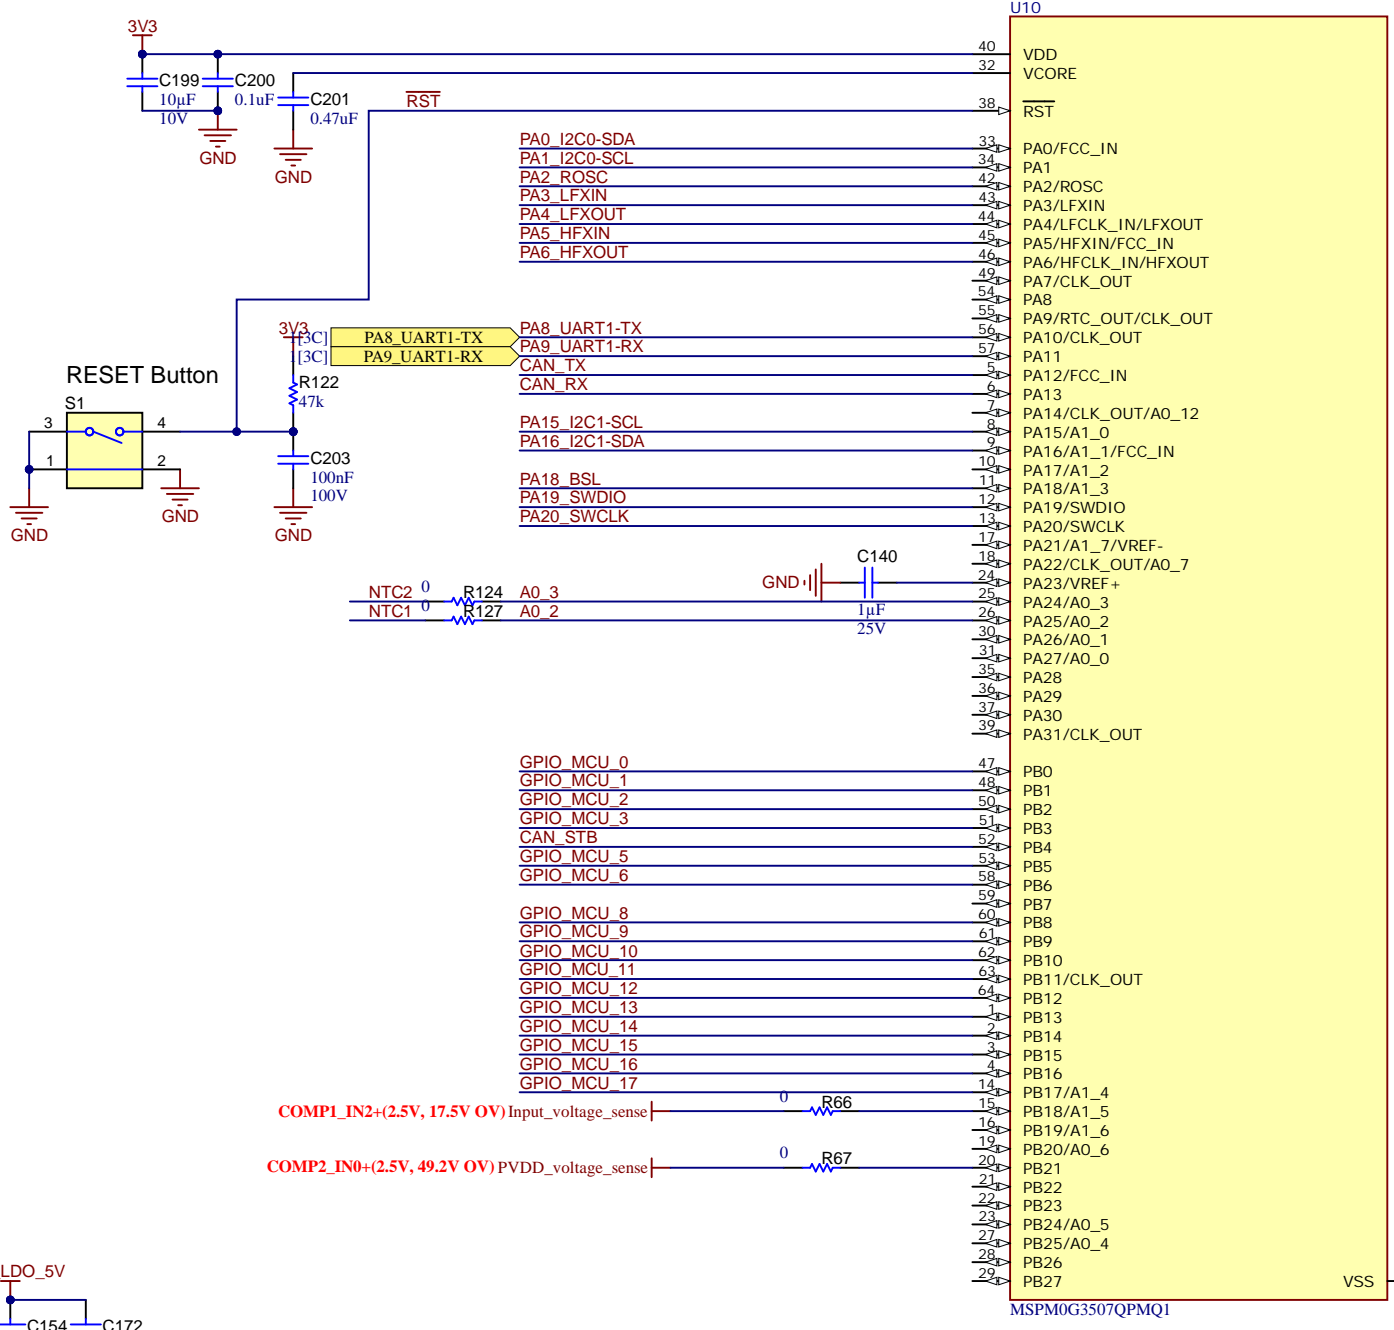 U10
3V3
40 VDD
32 VCORE
C199 C200
10µF 0.1uF
10V
C201
0.47uF
RST 38 RST
GND
GND
PA0_I2C0-SDA 33 PA0/FCC_IN
PA1_I2C0-SCL 34 PA1
PA2_ROSC 42 PA2/ROSC
PA3_LFXIN 43 PA3/LFXIN
PA4_LFXOUT 44 PA4/LFCLK_IN/LFXOUT
PA5_HFXIN 45 PA5/HFXIN/FCC_IN
PA6_HFXOUT 46 PA6/HFCLK_IN/HFXOUT
49 PA7/CLK_OUT
54 PA8
55 PA9/RTC_OUT/CLK_OUT
3V3
[3C] PA8_UART1-TX PA8_UART1-TX 56 PA10/CLK_OUT
[3C] PA9_UART1-RX PA9_UART1-RX 57 PA11
CAN_TX 5 PA12/FCC_IN
CAN_RX 6 PA13
RESET Button
R122
47k
S1
3 4
1 2
7 PA14/CLK_OUT/A0_12
PA15_I2C1-SCL 8 PA15/A1_0
PA16_I2C1-SDA 9 PA16/A1_1/FCC_IN
10 PA17/A1_2
C203
100nF
100V
PA18_BSL 11 PA18/A1_3
PA19_SWDIO 12 PA19/SWDIO
PA20_SWCLK 13 PA20/SWCLK
GND
GND
GND
17 PA21/A1_7/VREF-
18 PA22/CLK_OUT/A0_7
C140
GND 24 PA23/VREF+
1µF
25V
NTC2 0 R124 A0_3 25 PA24/A0_3
NTC1 0 R127 A0_2 26 PA25/A0_2
30 PA26/A0_1
31 PA27/A0_0
35 PA28
36 PA29
37 PA30
39 PA31/CLK_OUT
GPIO_MCU_0 47 PB0
GPIO_MCU_1 48 PB1
GPIO_MCU_2 50 PB2
GPIO_MCU_3 51 PB3
CAN_STB 52 PB4
GPIO_MCU_5 53 PB5
GPIO_MCU_6 58 PB6
59 PB7
GPIO_MCU_8 60 PB8
GPIO_MCU_9 61 PB9
GPIO_MCU_10 62 PB10
GPIO_MCU_11 63 PB11/CLK_OUT
GPIO_MCU_12 64 PB12
GPIO_MCU_13 1 PB13
GPIO_MCU_14 2 PB14
GPIO_MCU_15 3 PB15
GPIO_MCU_16 4 PB16
GPIO_MCU_17 14 PB17/A1_4
COMP1_IN2+(2.5V, 17.5V OV) Input_voltage_sense 0 R66 15 PB18/A1_5
16 PB19/A1_6
19 PB20/A0_6
COMP2_IN0+(2.5V, 49.2V OV) PVDD_voltage_sense 0 R67 20 PB21
21 PB22
22 PB23
23 PB24/A0_5
27 PB25/A0_4
28 PB26
29 PB27
VSS
MSPM0G3507QPMQ1
LDO_5V
C154 C172